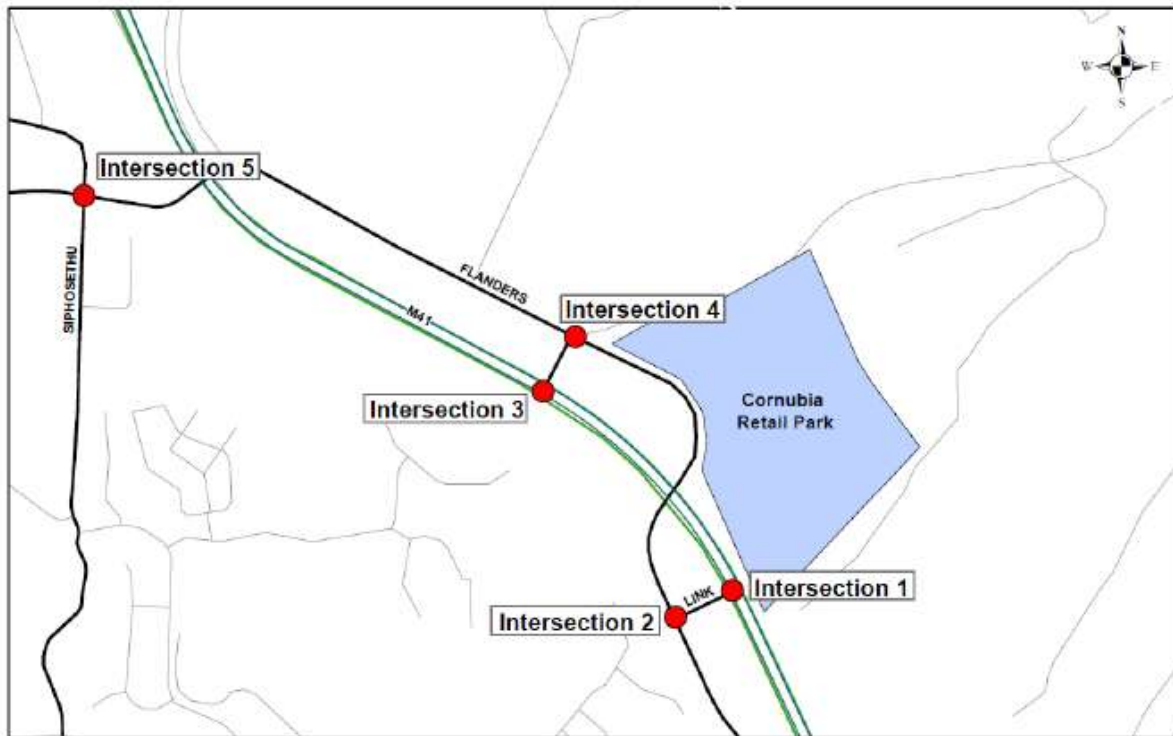 N
W E
S
Intersection 5
SIPHOSETHU
FLANDERS
M41
Intersection 4
Intersection 3
Cornubia
Retail Park
LINK
Intersection 1
Intersection 2